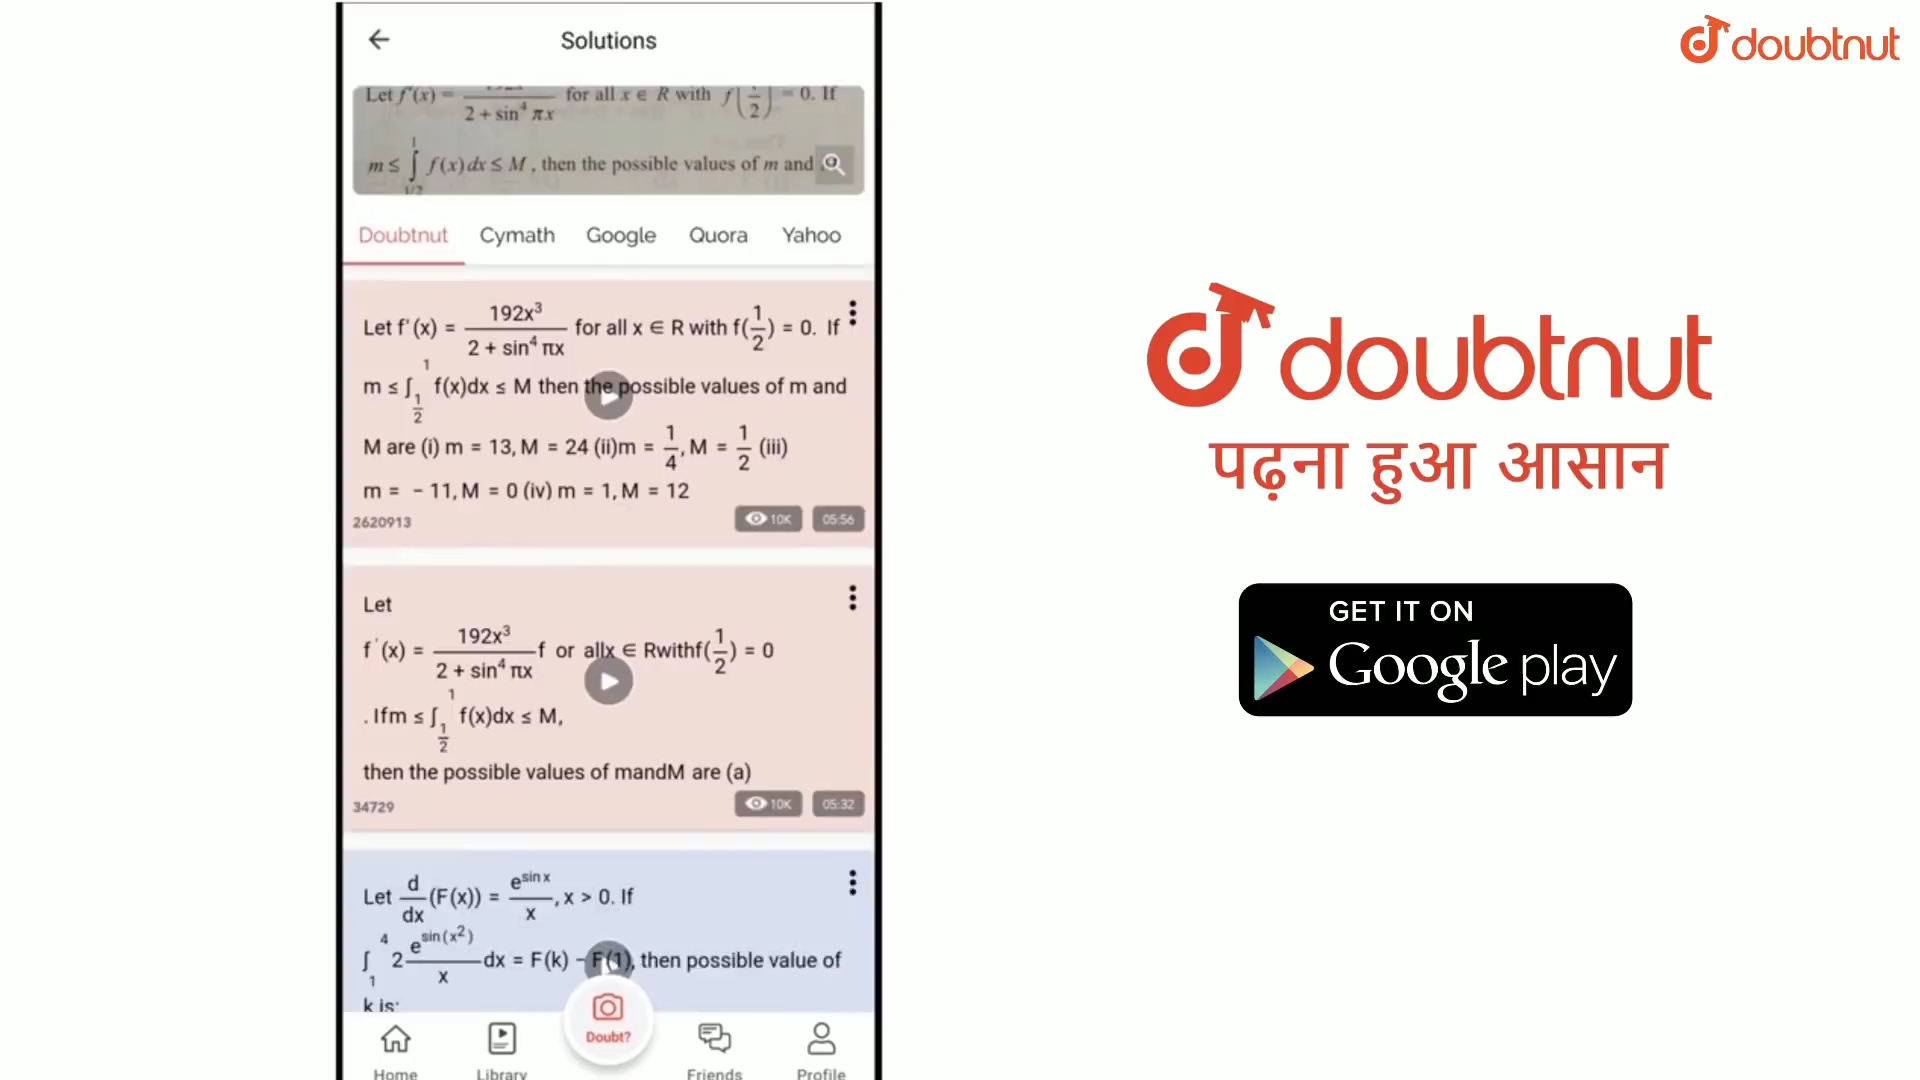 Solutions
doubtnut
Let f'(x) = / 2 + sin⁴ πx for all x ∈ R with f(1/2) = 0. If
m ≤ ∫_{1/2}^{1} f(x) dx ≤ M , then the possible values of m and
Doubtnut Cymath Google Quora Yahoo
Let f'(x) = 192x³ / 2 + sin⁴ πx for all x ∈ R with f(1/2) = 0. If
m ≤ ∫_{1/2}^{1} f(x)dx ≤ M then the possible values of m and
M are (i) m = 13, M = 24 (ii)m = 1/4, M = 1/2 (iii)
m = - 11, M = 0 (iv) m = 1, M = 12
2620913 10K 05:56
Let
f'(x) = 192x³ / 2 + sin⁴ πx f or allx ∈ Rwithf(1/2) = 0
. Ifm ≤ ∫_{1/2}^{1} f(x)dx ≤ M,
then the possible values of mandM are (a)
34729 10K 05:32
Let d/dx (F(x)) = e^{sin x} / x, x > 0. If
∫_{1}^{4} 2 e^{sin(x²)} / x dx = F(k) - F(1), then possible value of
k is:
Doubt?
Home Library Friends Profile
doubtnut
पढ़ना हुआ आसान
GET IT ON
Google play